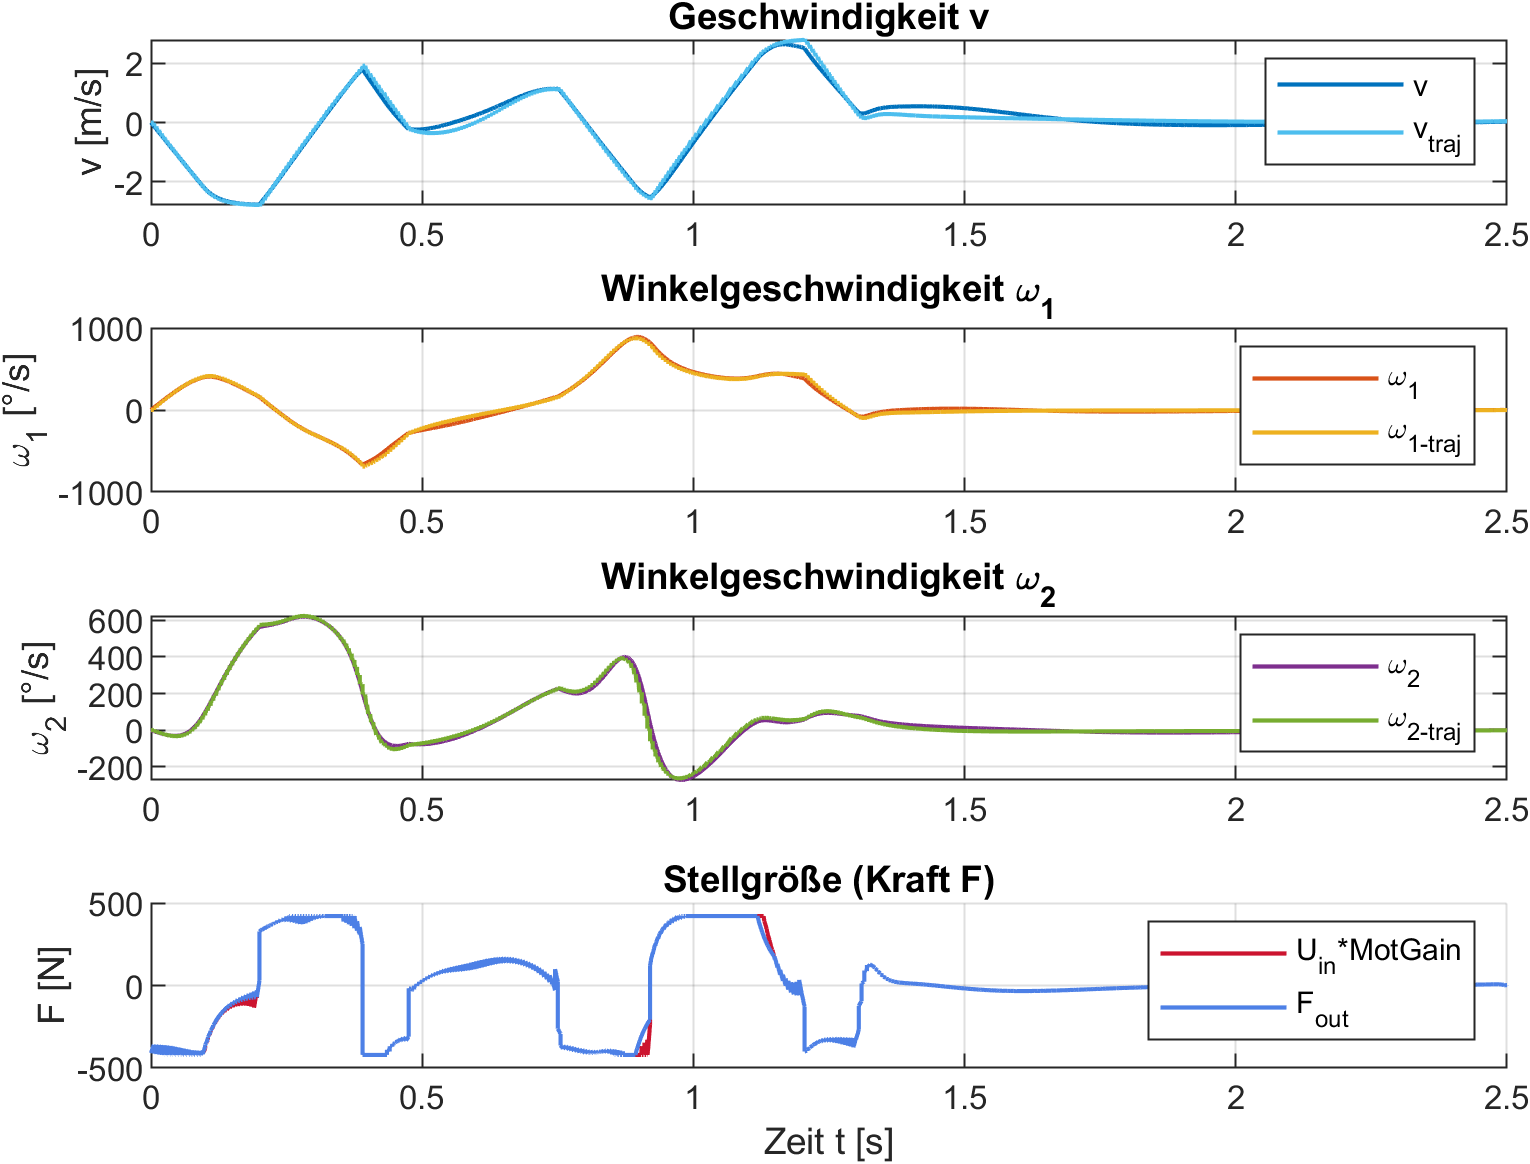 Geschwindigkeit v
v [m/s]
2
0
-2
v
v_traj
0 0.5 1 1.5 2 2.5
Winkelgeschwindigkeit ω_1
ω_1 [°/s]
1000
0
-1000
ω_1
ω_1-traj
0 0.5 1 1.5 2 2.5
Winkelgeschwindigkeit ω_2
ω_2 [°/s]
600
400
200
0
-200
ω_2
ω_2-traj
0 0.5 1 1.5 2 2.5
Stellgröße (Kraft F)
F [N]
500
0
-500
U_in*MotGain
F_out
0 0.5 1 1.5 2 2.5
Zeit t [s]